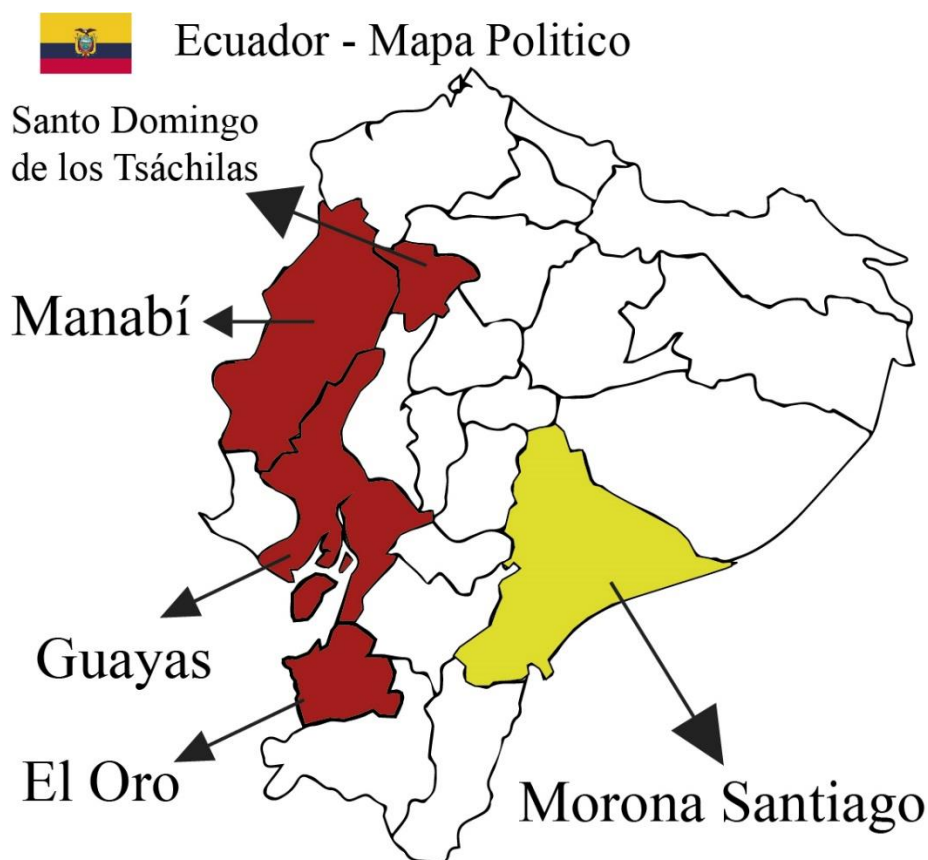 Ecuador - Mapa Politico
Santo Domingo
de los Tsáchilas
Manabí
Guayas
El Oro
Morona Santiago